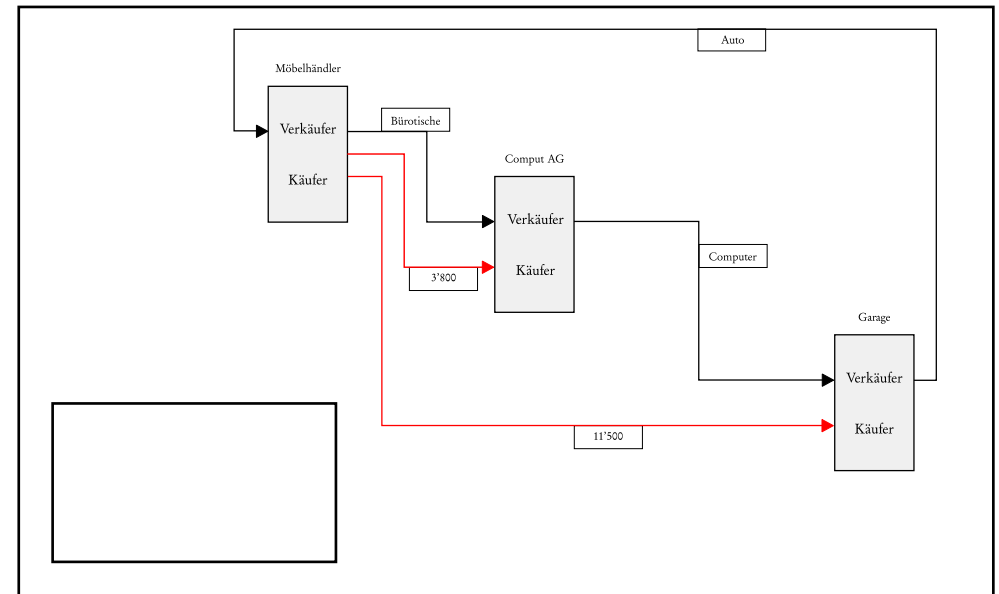 Auto
Möbelhändler
Verkäufer
Käufer
Bürotische
Comput AG
Verkäufer
Käufer
3'800
Computer
Garage
Verkäufer
Käufer
11'500